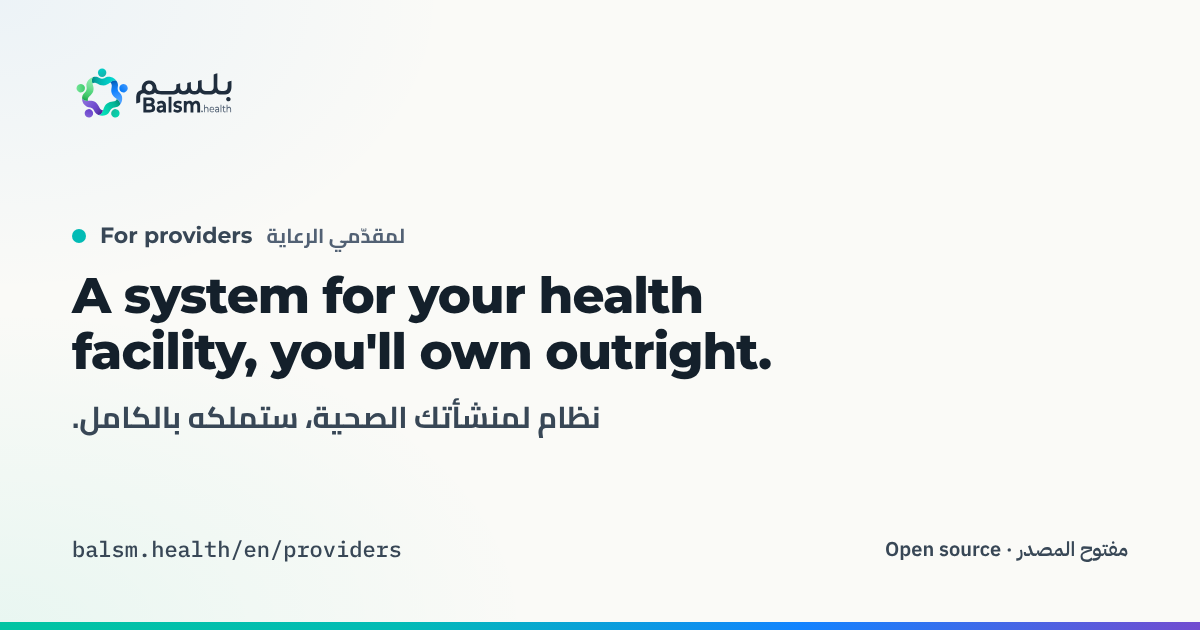 بلسم
Balsm.health
For providers لمقدّمي الرعاية
A system for your health
facility, you'll own outright.
نظام لمنشأتك الصحية، ستملكه بالكامل.
balsm.health/en/providers
Open source · مفتوح المصدر